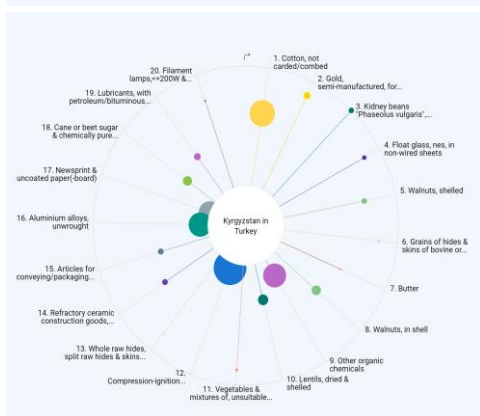 1. Cotton, not
carded/combed
2. Gold,
semi-manufactured, for...
3. Kidney beans
"Phaseolus vulgaris",...
4. Float glass, nes, in
non-wired sheets
5. Walnuts, shelled
6. Grains of hides &
skins of bovine or...
7. Butter
8. Walnuts, in shell
9. Other organic
chemicals
10. Lentils, dried &
shelled
11. Vegetables &
mixtures of, unsuitable...
12.
Compression-ignition...
13. Whole raw hides,
split raw hides & skins...
14. Refractory ceramic
construction goods,...
15. Articles for
conveying/packaging...
16. Aluminium alloys,
unwrought
17. Newsprint &
uncoated paper(-board)
18. Cane or beet sugar
& chemically pure...
19. Lubricants, with
petroleum/bituminous...
20. Filament
lamps,<=200W &...
Kyrgyzstan in
Turkey